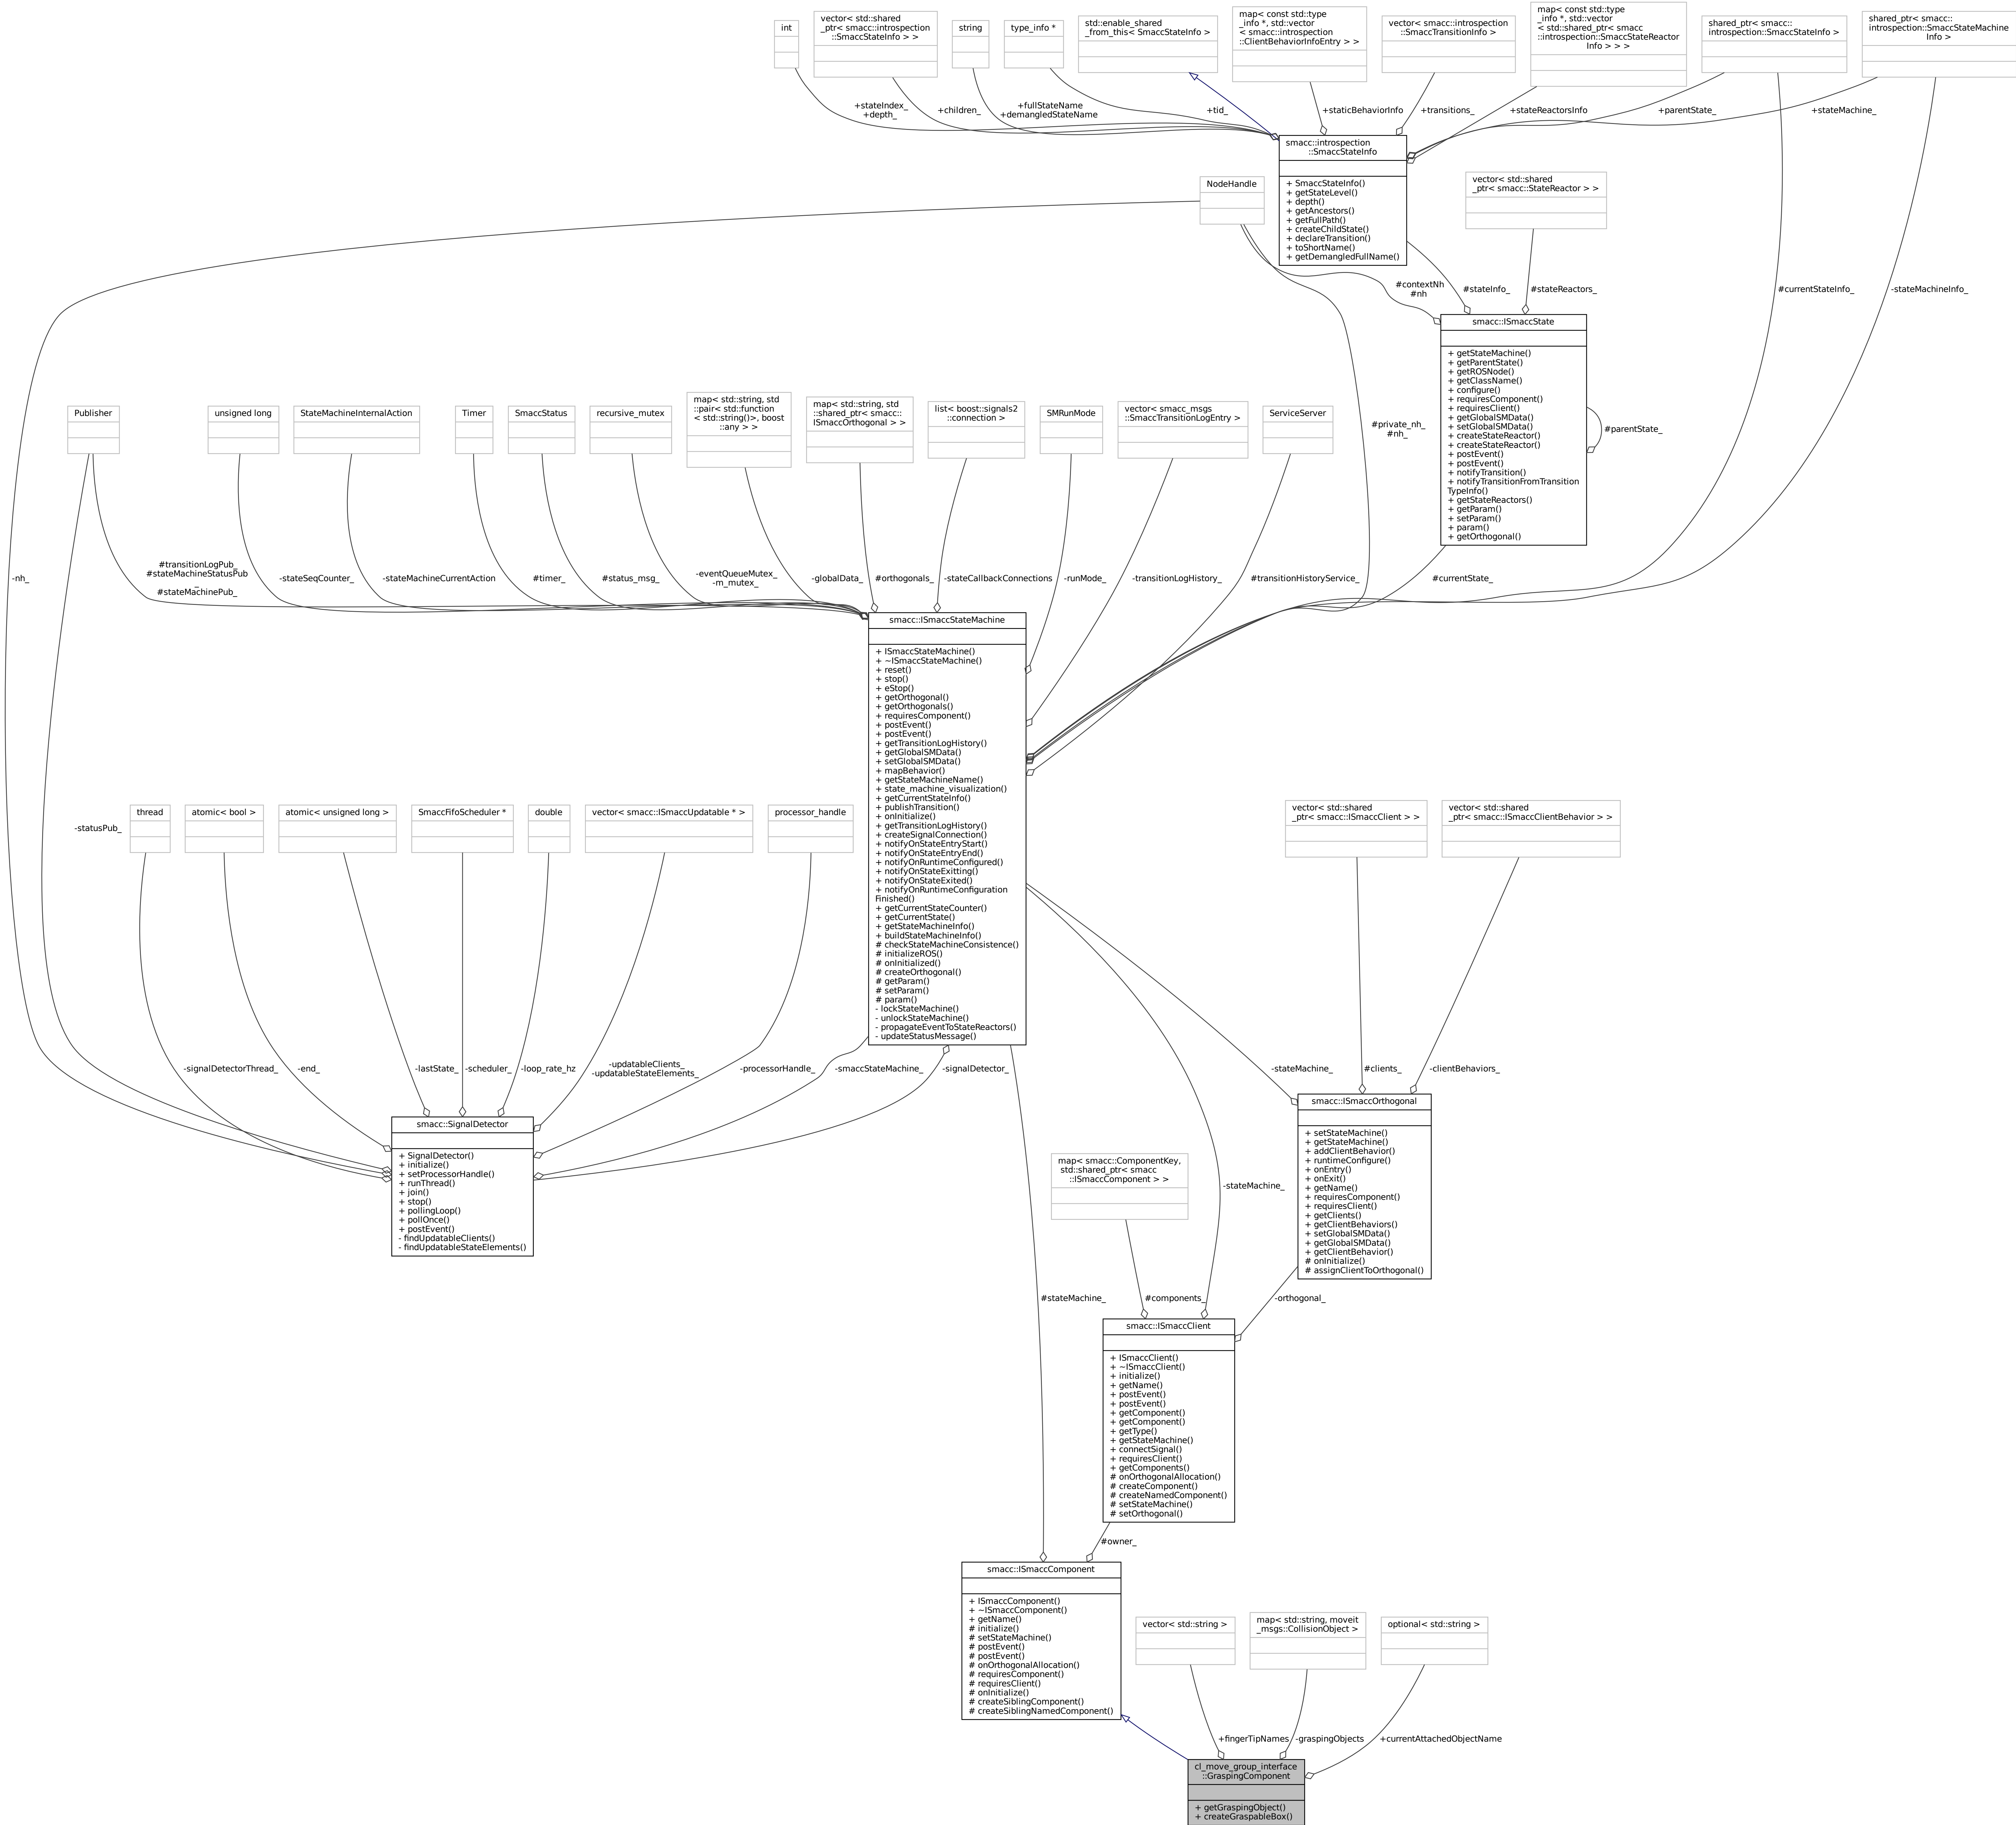 int
vector< std::shared
_ptr< smacc::introspection
::SmaccStateInfo > >
string
type_info *
std::enable_shared
_from_this< SmaccStateInfo >
map< const std::type
_info *, std::vector
< smacc::introspection
::ClientBehaviorInfoEntry > >
vector< smacc::introspection
::SmaccTransitionInfo >
map< const std::type
_info *, std::vector
< std::shared_ptr< smacc
::introspection::SmaccStateReactor
Info > > >
shared_ptr< smacc::
introspection::SmaccStateInfo >
shared_ptr< smacc::
introspection::SmaccStateMachine
Info >
+stateIndex_
+depth_
+children_
+fullStateName
+demangledStateName
+tid_
+staticBehaviorInfo
+transitions_
+stateReactorsInfo
+parentState_
+stateMachine_
smacc::introspection
::SmaccStateInfo
+ SmaccStateInfo()
+ getStateLevel()
+ depth()
+ getAncestors()
+ getFullPath()
+ createChildState()
+ declareTransition()
+ toShortName()
+ getDemangledFullName()
NodeHandle
vector< std::shared
_ptr< smacc::StateReactor > >
#contextNh
#nh
#stateInfo_
#stateReactors_
#currentStateInfo_
-stateMachineInfo_
smacc::ISmaccState
+ getStateMachine()
+ getParentState()
+ getROSNode()
+ getClassName()
+ configure()
+ requiresComponent()
+ requiresClient()
+ getGlobalSMData()
+ setGlobalSMData()
+ createStateReactor()
+ createStateReactor()
+ postEvent()
+ postEvent()
+ notifyTransition()
+ notifyTransitionFromTransition
TypeInfo()
+ getStateReactors()
+ getParam()
+ setParam()
+ param()
+ getOrthogonal()
#parentState_
Publisher
unsigned long
StateMachineInternalAction
Timer
SmaccStatus
recursive_mutex
map< std::string, std
::pair< std::function
< std::string()>, boost
::any > >
map< std::string, std
::shared_ptr< smacc::
ISmaccOrthogonal > >
list< boost::signals2
::connection >
SMRunMode
vector< smacc_msgs
::SmaccTransitionLogEntry >
ServiceServer
#private_nh_
#nh_
-nh_
#transitionLogPub_
#stateMachineStatusPub
_
#stateMachinePub_
-stateSeqCounter_
-stateMachineCurrentAction
#timer_
#status_msg_
-eventQueueMutex_
-m_mutex_
-globalData_
#orthogonals_
-stateCallbackConnections
-runMode_
-transitionLogHistory_
#transitionHistoryService_
#currentState_
smacc::ISmaccStateMachine
+ ISmaccStateMachine()
+ ~ISmaccStateMachine()
+ reset()
+ stop()
+ eStop()
+ getOrthogonal()
+ getOrthogonals()
+ requiresComponent()
+ postEvent()
+ postEvent()
+ getTransitionLogHistory()
+ getGlobalSMData()
+ setGlobalSMData()
+ mapBehavior()
+ getStateMachineName()
+ state_machine_visualization()
+ getCurrentStateInfo()
+ publishTransition()
+ onInitialize()
+ getTransitionLogHistory()
+ createSignalConnection()
+ notifyOnStateEntryStart()
+ notifyOnStateEntryEnd()
+ notifyOnRuntimeConfigured()
+ notifyOnStateExitting()
+ notifyOnStateExited()
+ notifyOnRuntimeConfiguration
Finished()
+ getCurrentStateCounter()
+ getCurrentState()
+ getStateMachineInfo()
+ buildStateMachineInfo()
# checkStateMachineConsistence()
# initializeROS()
# onInitialized()
# createOrthogonal()
# getParam()
# setParam()
# param()
- lockStateMachine()
- unlockStateMachine()
- propagateEventToStateReactors()
- updateStatusMessage()
-statusPub_
thread
atomic< bool >
atomic< unsigned long >
SmaccFifoScheduler *
double
vector< smacc::ISmaccUpdatable * >
processor_handle
vector< std::shared
_ptr< smacc::ISmaccClient > >
vector< std::shared
_ptr< smacc::ISmaccClientBehavior > >
-signalDetectorThread_
-end_
-lastState_
-scheduler_
-loop_rate_hz
-updatableClients_
-updatableStateElements_
-processorHandle_
-smaccStateMachine_
-signalDetector_
-stateMachine_
#clients_
-clientBehaviors_
smacc::SignalDetector
+ SignalDetector()
+ initialize()
+ setProcessorHandle()
+ runThread()
+ join()
+ stop()
+ pollingLoop()
+ pollOnce()
+ postEvent()
- findUpdatableClients()
- findUpdatableStateElements()
smacc::ISmaccOrthogonal
+ setStateMachine()
+ getStateMachine()
+ addClientBehavior()
+ runtimeConfigure()
+ onEntry()
+ onExit()
+ getName()
+ requiresComponent()
+ requiresClient()
+ getClients()
+ getClientBehaviors()
+ setGlobalSMData()
+ getGlobalSMData()
+ getClientBehavior()
# onInitialize()
# assignClientToOrthogonal()
map< smacc::ComponentKey,
std::shared_ptr< smacc
::ISmaccComponent > >
-stateMachine_
#stateMachine_
#components_
-orthogonal_
smacc::ISmaccClient
+ ISmaccClient()
+ ~ISmaccClient()
+ initialize()
+ getName()
+ postEvent()
+ postEvent()
+ getComponent()
+ getComponent()
+ getType()
+ getStateMachine()
+ connectSignal()
+ requiresClient()
+ getComponents()
# onOrthogonalAllocation()
# createComponent()
# createNamedComponent()
# setStateMachine()
# setOrthogonal()
#owner_
smacc::ISmaccComponent
+ ISmaccComponent()
+ ~ISmaccComponent()
+ getName()
# initialize()
# setStateMachine()
# postEvent()
# postEvent()
# onOrthogonalAllocation()
# requiresComponent()
# requiresClient()
# onInitialize()
# createSiblingComponent()
# createSiblingNamedComponent()
vector< std::string >
map< std::string, moveit
_msgs::CollisionObject >
optional< std::string >
+fingerTipNames
-graspingObjects
+currentAttachedObjectName
cl_move_group_interface
::GraspingComponent
+ getGraspingObject()
+ createGraspableBox()